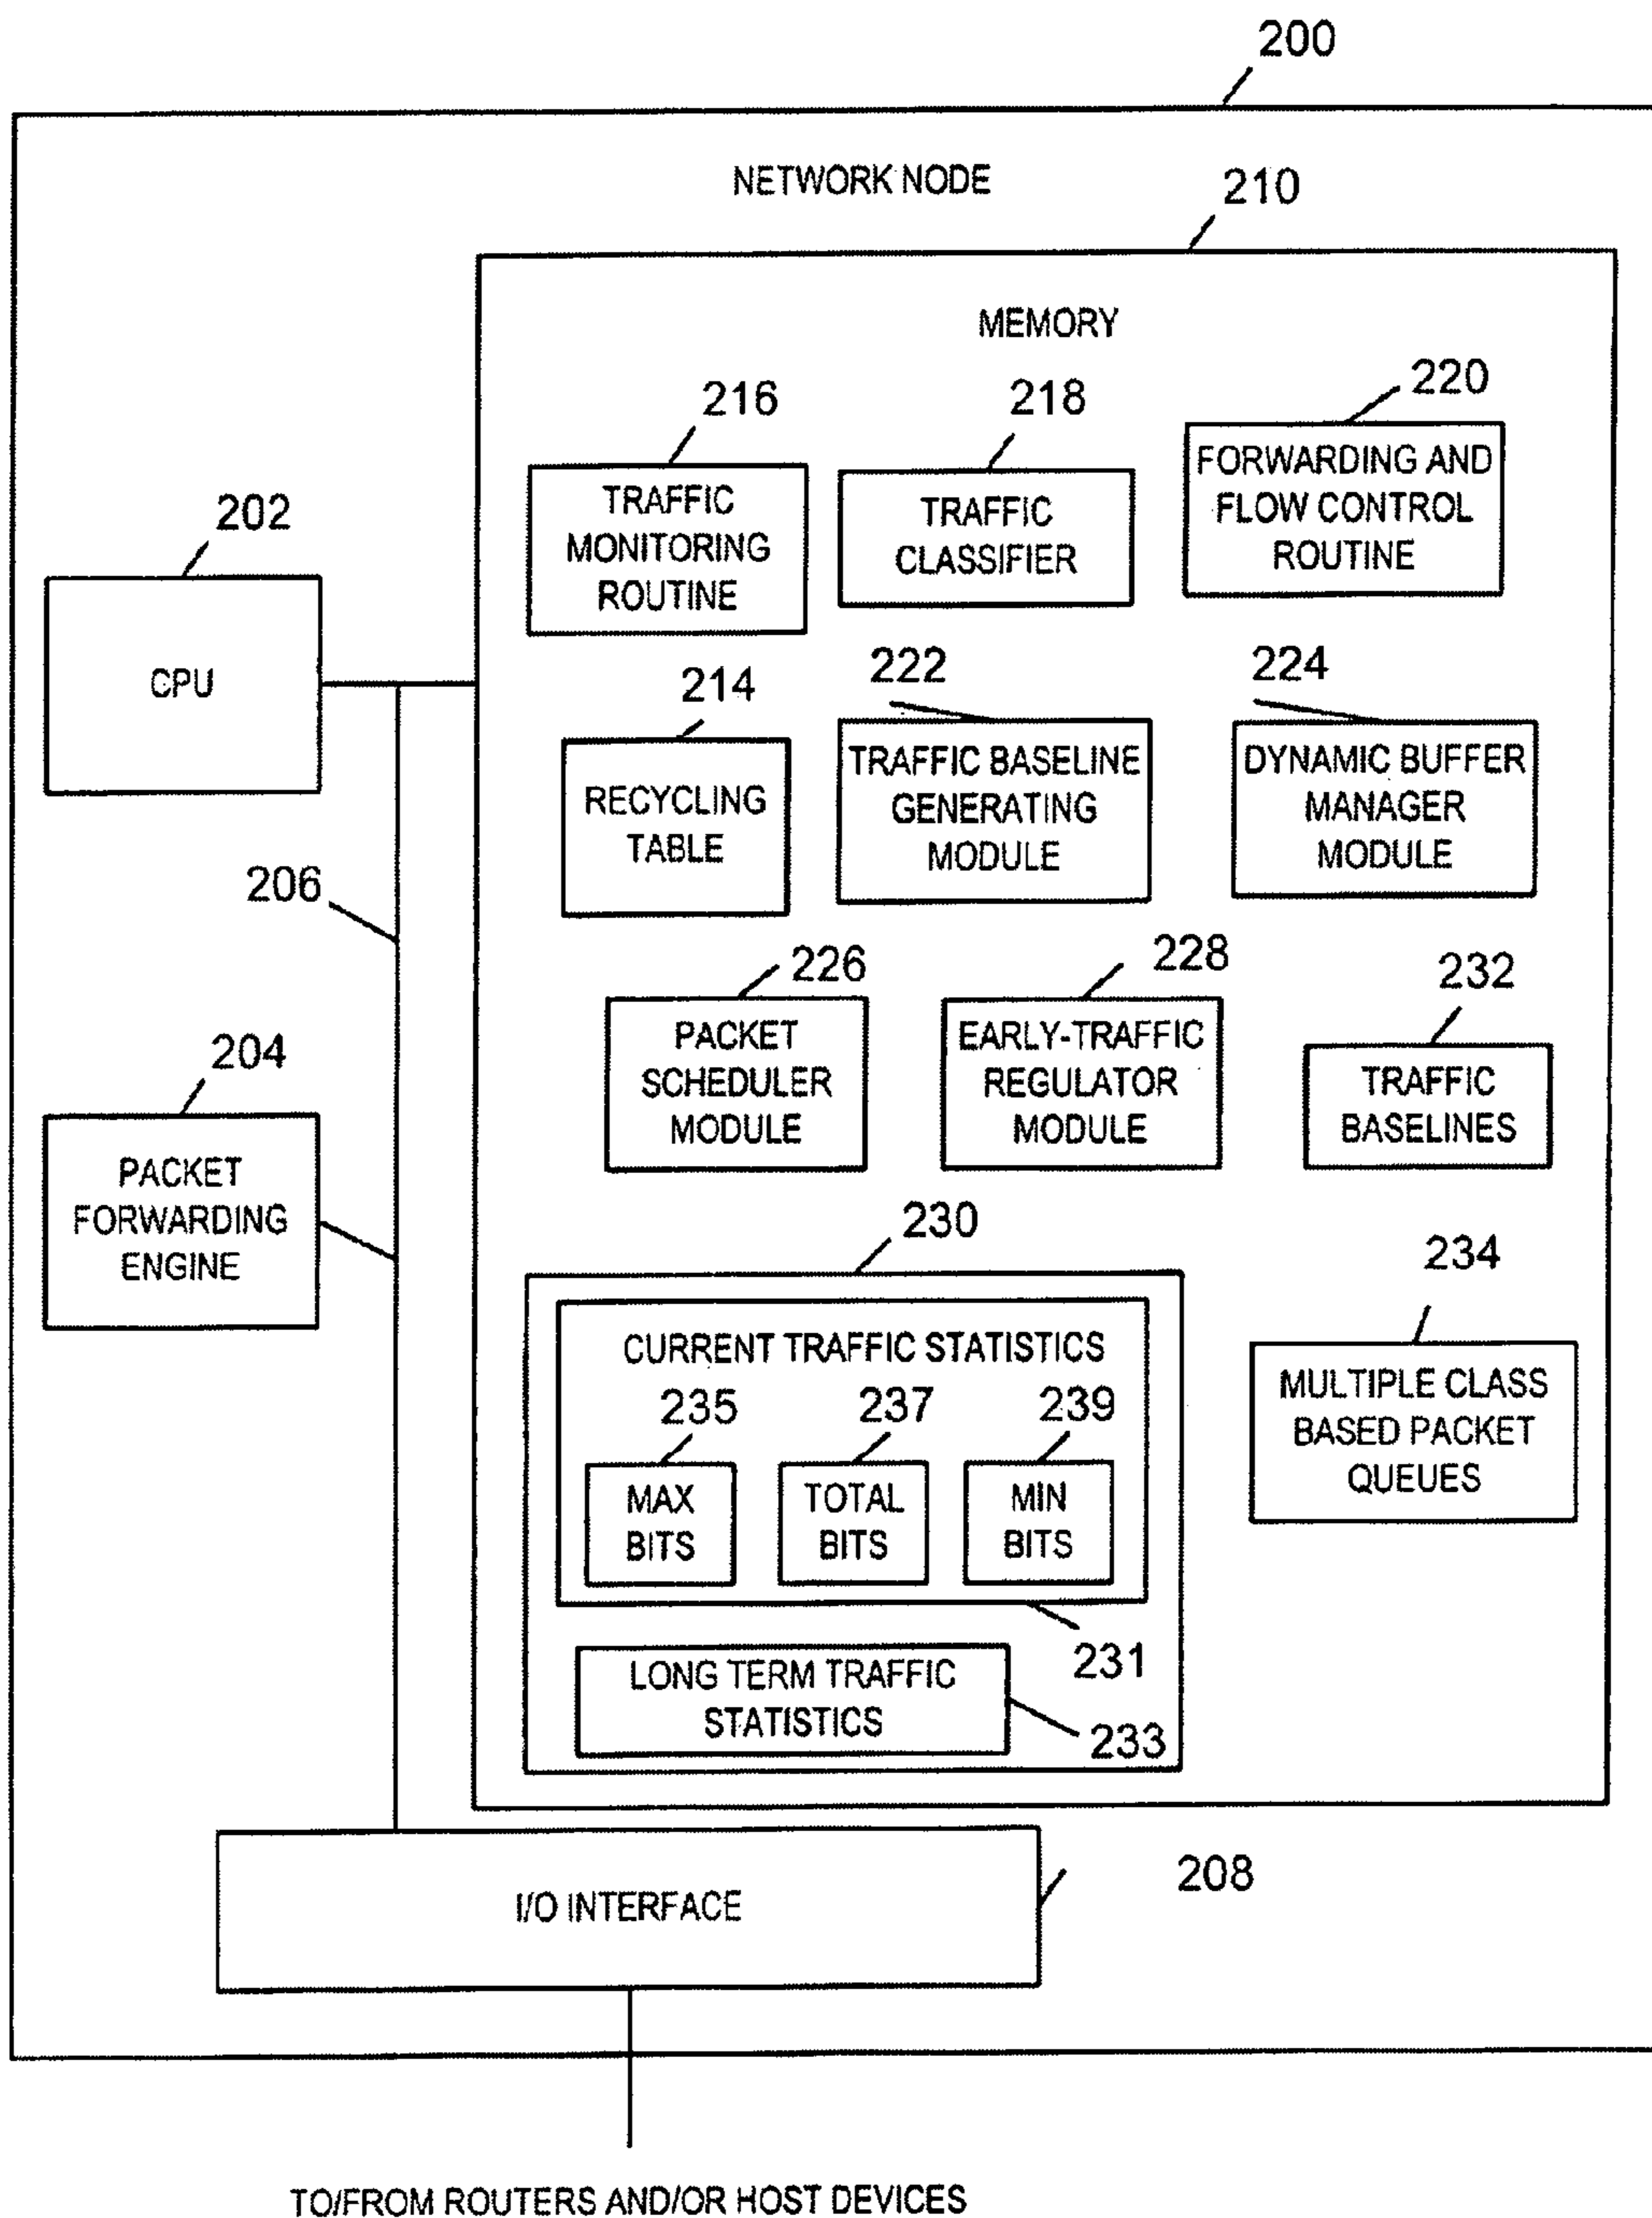 200
NETWORK NODE
210
MEMORY
216
218
220
TRAFFIC
MONITORING
ROUTINE
TRAFFIC
CLASSIFIER
FORWARDING AND
FLOW CONTROL
ROUTINE
202
CPU
214
222
224
RECYCLING
TABLE
TRAFFIC BASELINE
GENERATING
MODULE
DYNAMIC BUFFER
MANAGER
MODULE
206
226
228
232
PACKET
SCHEDULER
MODULE
EARLY-TRAFFIC
REGULATOR
MODULE
TRAFFIC
BASELINES
204
PACKET
FORWARDING
ENGINE
230
234
CURRENT TRAFFIC STATISTICS
235
237
239
MAX
BITS
TOTAL
BITS
MIN
BITS
MULTIPLE CLASS
BASED PACKET
QUEUES
231
LONG TERM TRAFFIC
STATISTICS
233
I/O INTERFACE
208
TO/FROM ROUTERS AND/OR HOST DEVICES